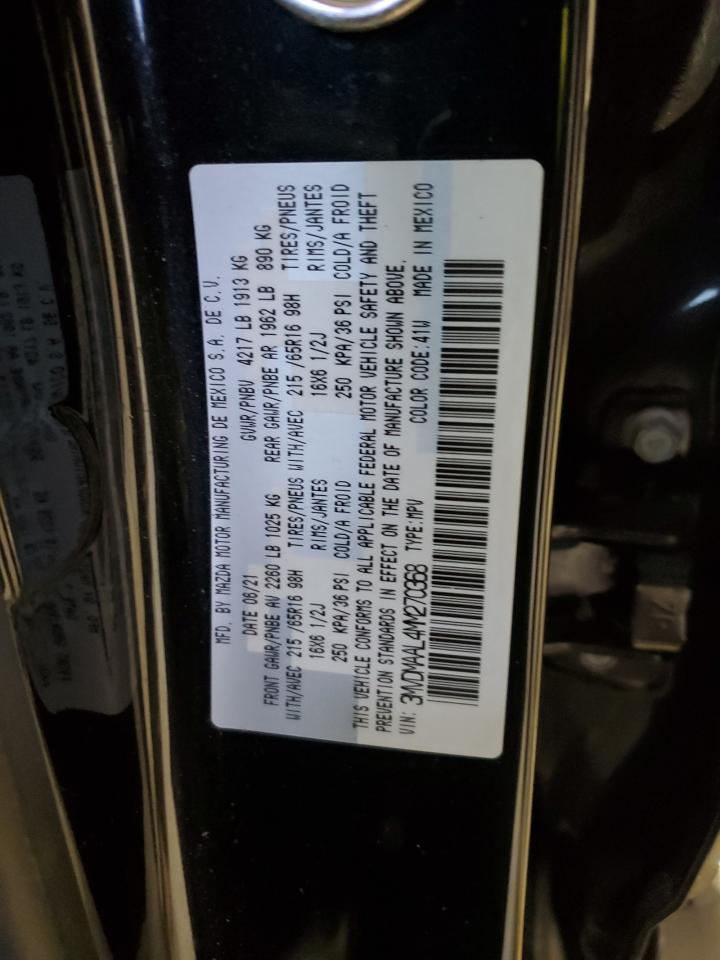 MFD. BY MAZDA MOTOR MANUFACTURING DE MEXICO S.A. DE C.V.
DATE 06/21 GVWR/PNBV 4217 LB 1913 KG
FRONT GAWR/PNBE AV 2260 LB 1025 KG REAR GAWR/PNBE AR 1962 LB 890 KG
WITH/AVEC 215 /65R16 98H TIRES/PNEUS WITH/AVEC 215 /65R16 98H TIRES/PNEUS
16X6 1/2J RIMS/JANTES 16X6 1/2J RIMS/JANTES
250 KPA/36 PSI COLD/A FROID 250 KPA/36 PSI COLD/A FROID
THIS VEHICLE CONFORMS TO ALL APPLICABLE FEDERAL MOTOR VEHICLE SAFETY AND THEFT
PREVENTION STANDARDS IN EFFECT ON THE DATE OF MANUFACTURE SHOWN ABOVE.
VIN: 3MVDMAAL4MM270368 TYPE:MPV COLOR CODE:41W MADE IN MEXICO